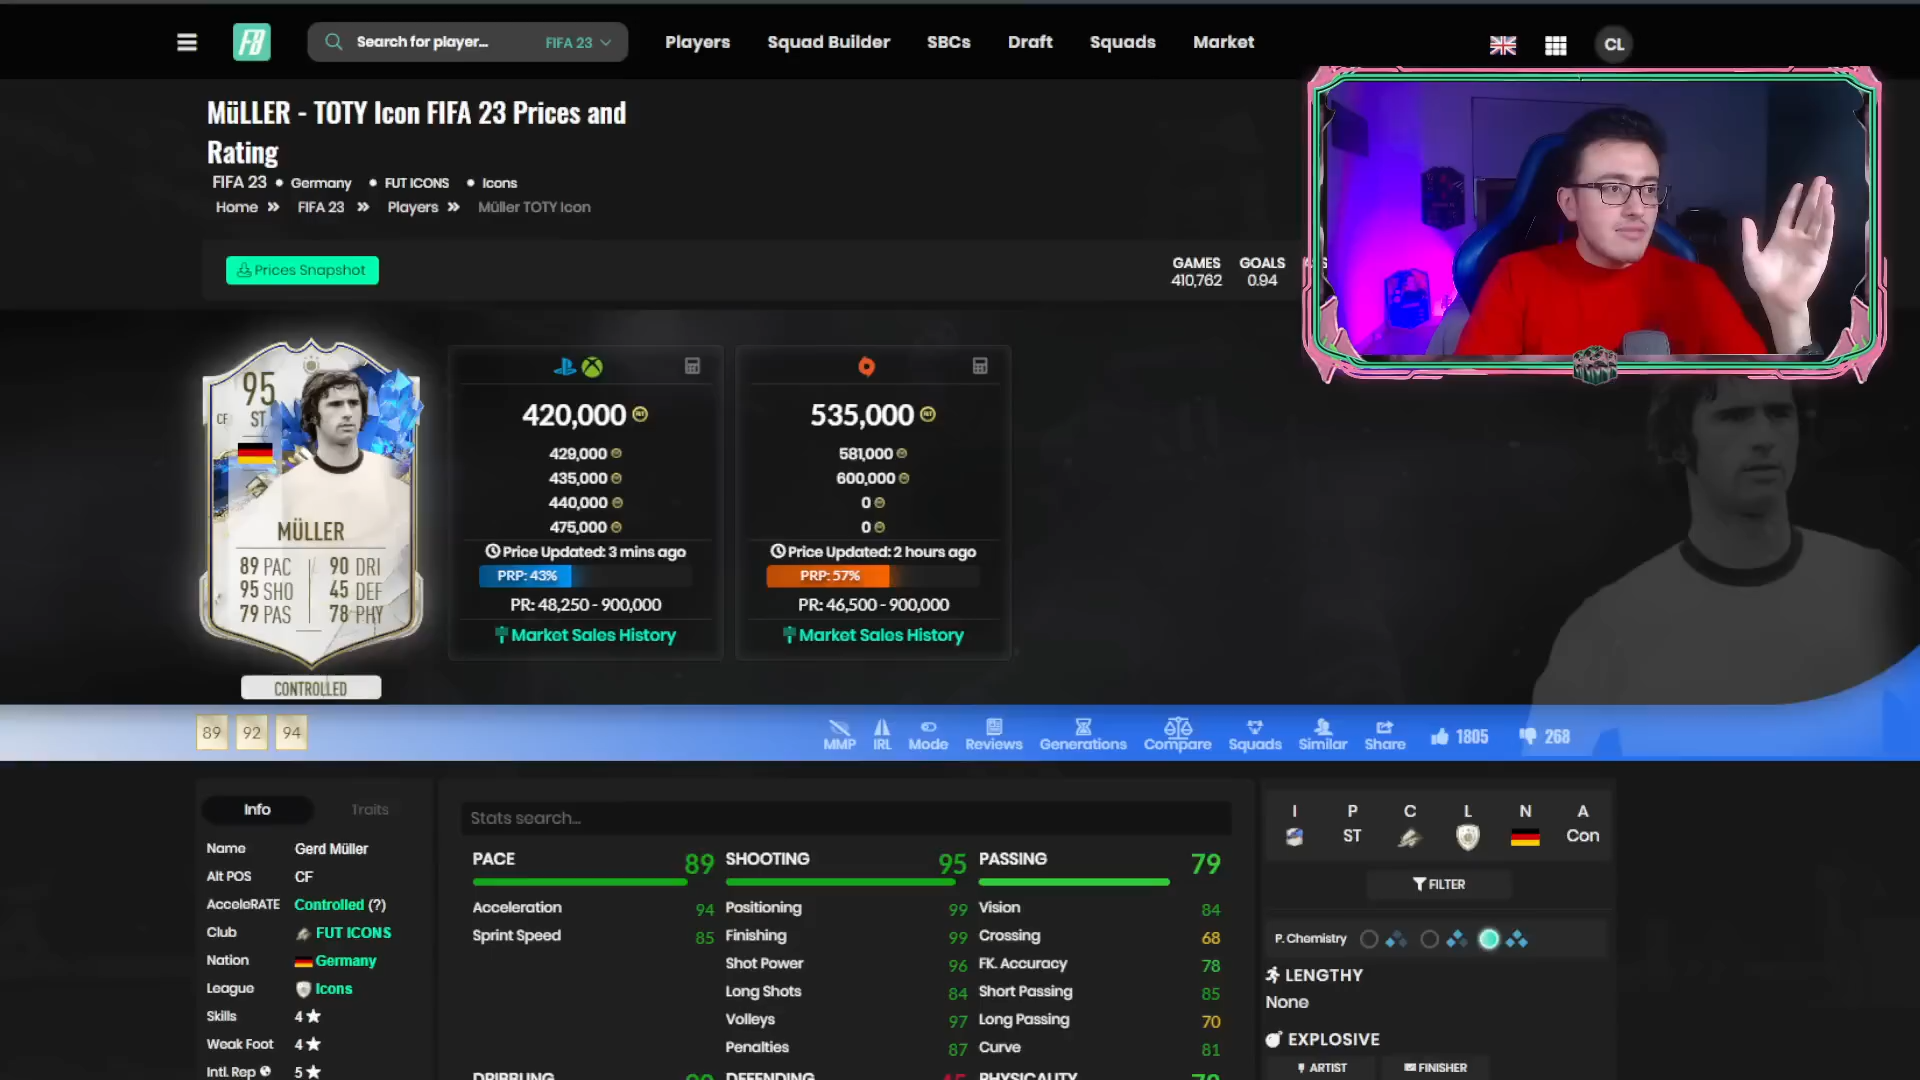 FB
Search for player...
FIFA 23
Players
Squad Builder
SBCs
Draft
Squads
Market
CL
MüLLER - TOTY Icon FIFA 23 Prices and
Rating
FIFA 23 • Germany • FUT ICONS • Icons
Home » FIFA 23 » Players » Müller TOTY Icon
Prices Snapshot
GAMES
410,762
GOALS
0.94
95
CF ST
MÜLLER
89 PAC
90 DRI
95 SHO
45 DEF
79 PAS
78 PHY
CONTROLLED
420,000
429,000
435,000
440,000
475,000
Price Updated: 3 mins ago
PRP: 43%
PR: 48,250 - 900,000
Market Sales History
535,000
581,000
600,000
0
0
Price Updated: 2 hours ago
PRP: 57%
PR: 46,500 - 900,000
Market Sales History
89
92
94
MMP
IRL
Mode
Reviews
Generations
Compare
Squads
Similar
Share
1805
268
Info
Traits
Name Gerd Müller
Alt POS CF
AcceleRATE Controlled (?)
Club FUT ICONS
Nation Germany
League Icons
Skills 4
Weak Foot 4
Intl. Rep 5
Stats search...
PACE 89
Acceleration 94
Sprint Speed 85
DRIBBLING
SHOOTING 95
Positioning 99
Finishing 99
Shot Power 96
Long Shots 84
Volleys 97
Penalties 87
DEFENDING
PASSING 79
Vision 84
Crossing 68
FK. Accuracy 78
Short Passing 85
Long Passing 70
Curve 81
PHYSICALITY
I P C L N A
ST
Con
FILTER
P. Chemistry
LENGTHY
None
EXPLOSIVE
ARTIST
FINISHER